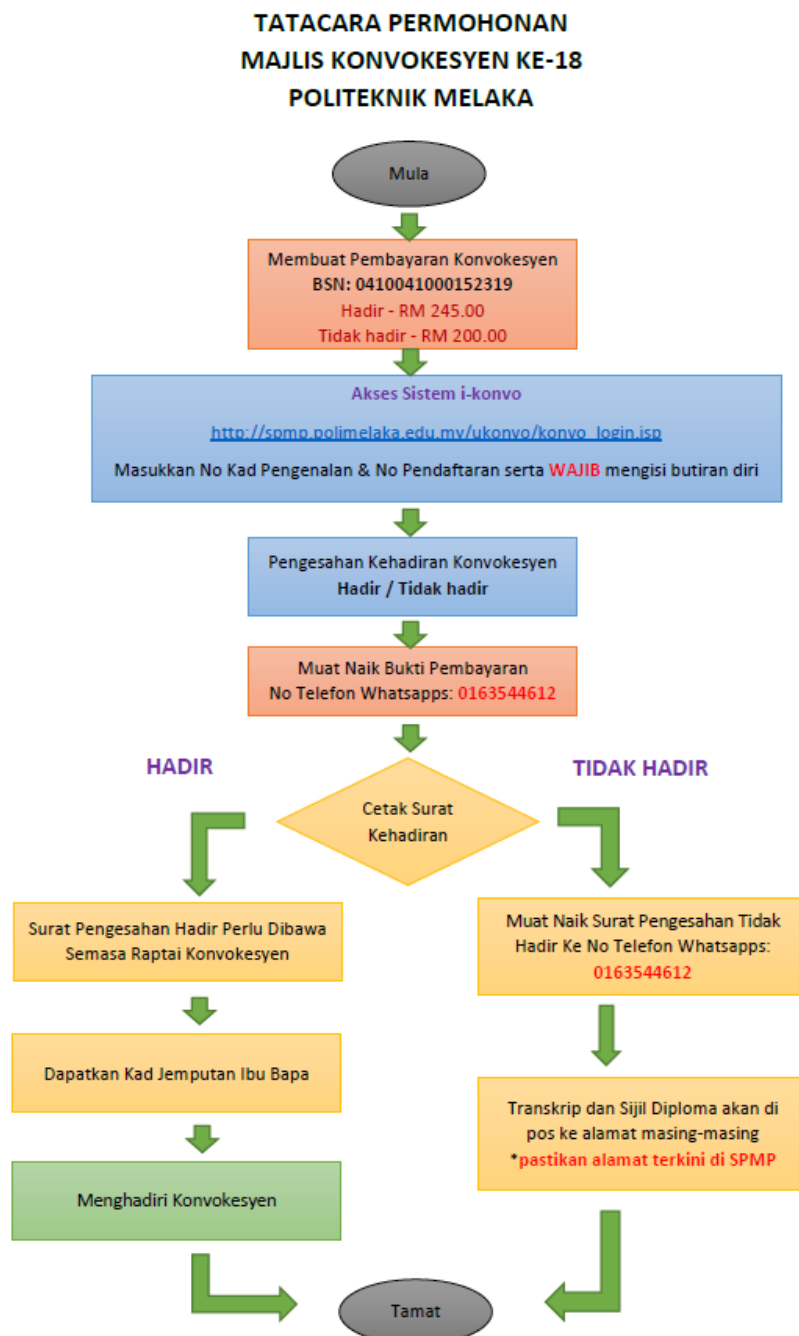 TATACARA PERMOHONAN
MAJLIS KONVOKESYEN KE-18
POLITEKNIK MELAKA
Mula
Membuat Pembayaran Konvokesyen
BSN: 0410041000152319
Hadir - RM 245.00
Tidak hadir - RM 200.00
Akses Sistem i-konvo
http://spmp.polimelaka.edu.my/ukonvo/konvo_login.jsp
Masukkan No Kad Pengenalan & No Pendaftaran serta WAJIB mengisi butiran diri
Pengesahan Kehadiran Konvokesyen
Hadir / Tidak hadir
Muat Naik Bukti Pembayaran
No Telefon Whatsapps: 0163544612
HADIR
TIDAK HADIR
Cetak Surat
Kehadiran
Surat Pengesahan Hadir Perlu Dibawa
Semasa Raptai Konvokesyen
Dapatkan Kad Jemputan Ibu Bapa
Menghadiri Konvokesyen
Muat Naik Surat Pengesahan Tidak
Hadir Ke No Telefon Whatsapps:
0163544612
Transkrip dan Sijil Diploma akan di
pos ke alamat masing-masing
*pastikan alamat terkini di SPMP
Tamat